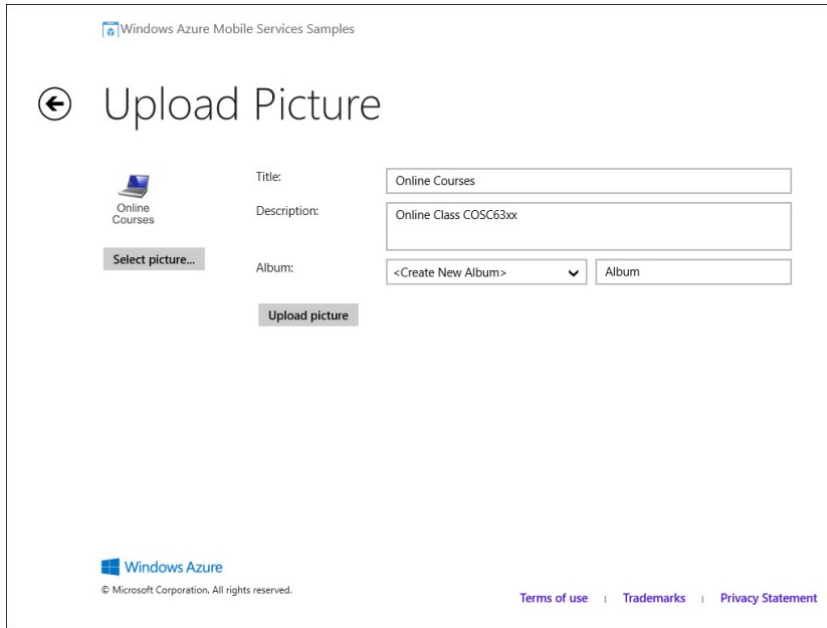 Windows Azure Mobile Services Samples
Upload Picture
Online
Courses
Select picture...
Title:
Online Courses
Description:
Online Class COSC63xx
Album:
<Create New Album>
Album
Upload picture
Windows Azure
© Microsoft Corporation. All rights reserved.
Terms of use | Trademarks | Privacy Statement